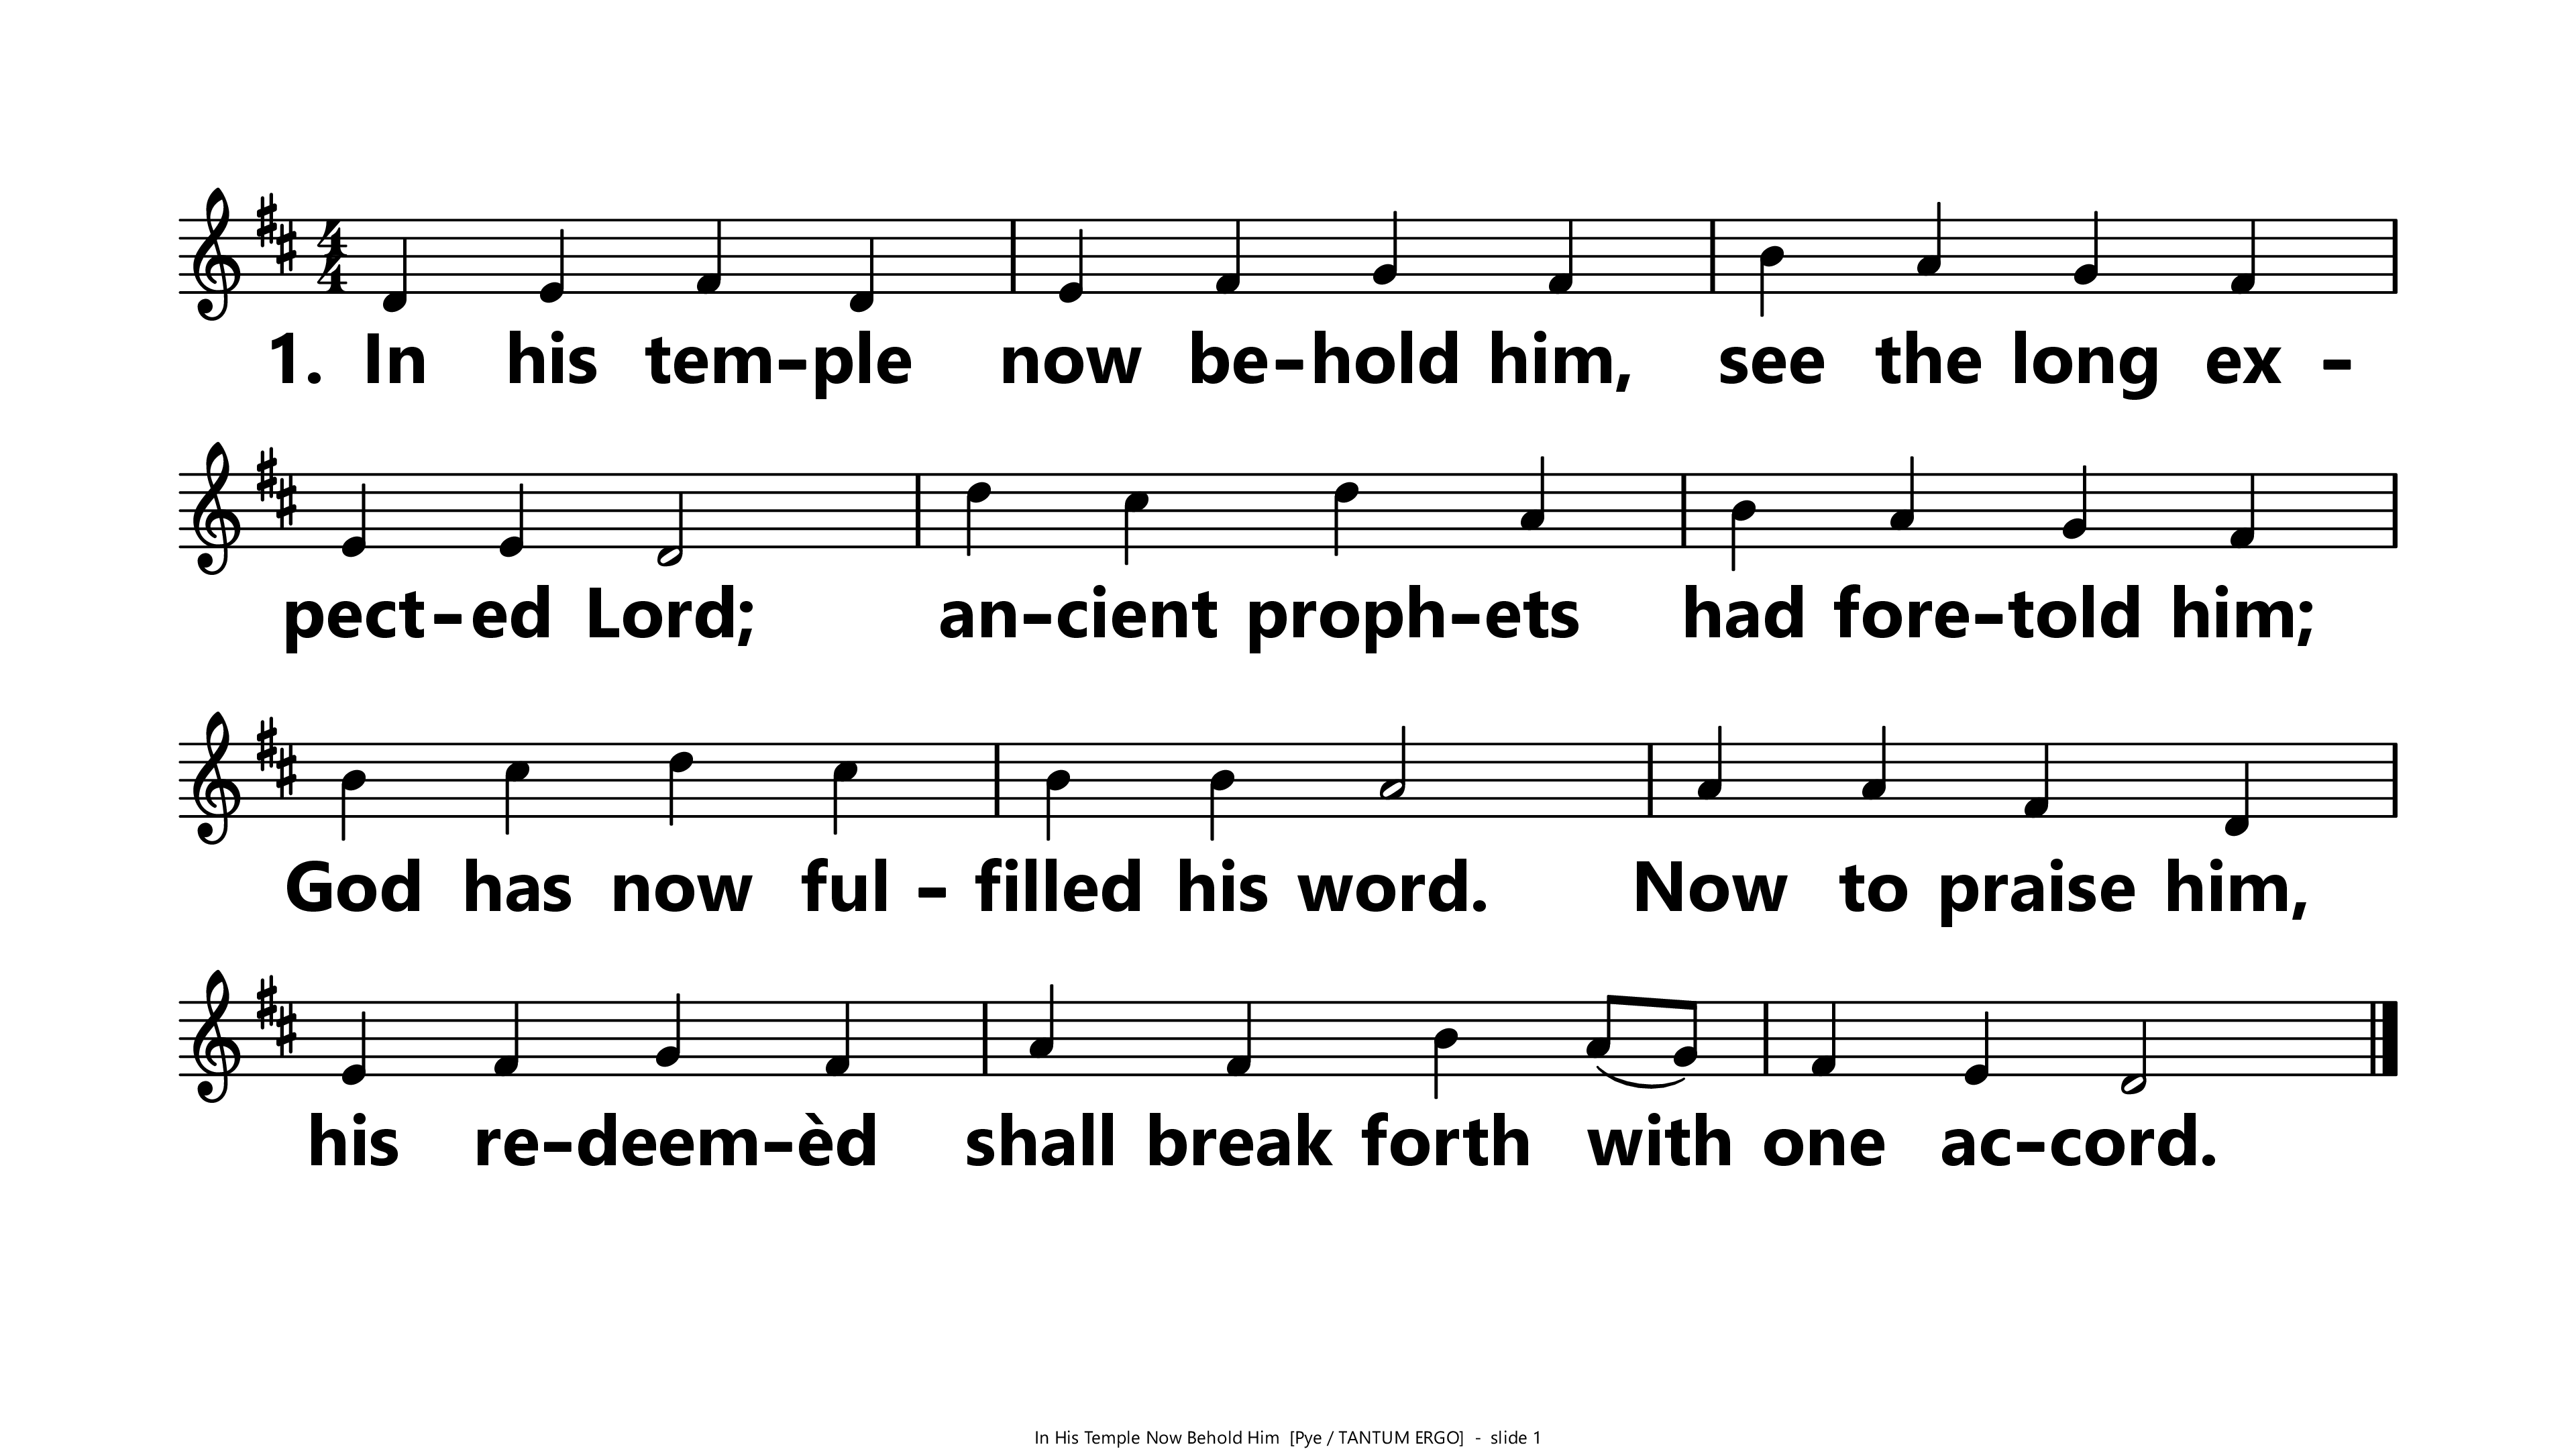 1. In his tem-ple now be-hold him, see the long ex -
pect-ed Lord; an-cient proph-ets had fore-told him;
God has now ful - filled his word. Now to praise him,
his re-deem-èd shall break forth with one ac-cord.
In His Temple Now Behold Him [Pye / TANTUM ERGO] - slide 1